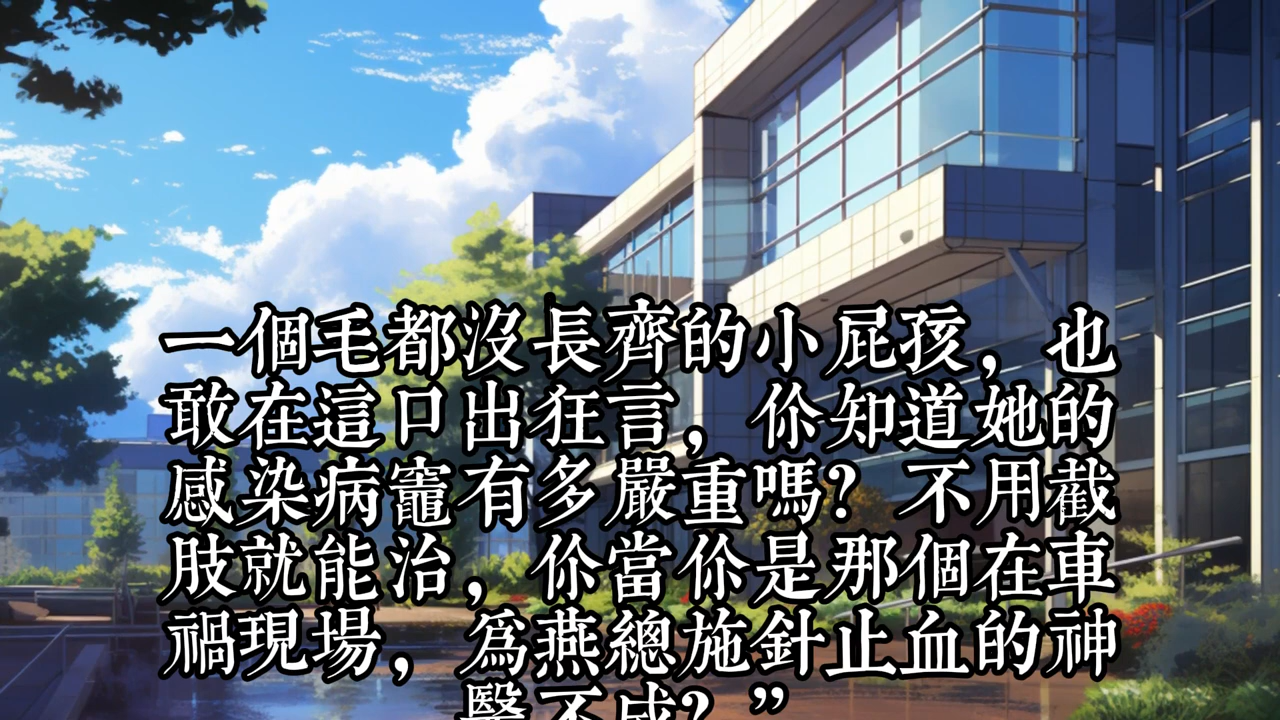 一個毛都沒長齊的小屁孩，也
敢在這口出狂言，你知道她的
感染病竈有多嚴重嗎？不用截
肢就能治，你當你是那個在車
禍現場，爲燕總施針止血的神
醫不成？”